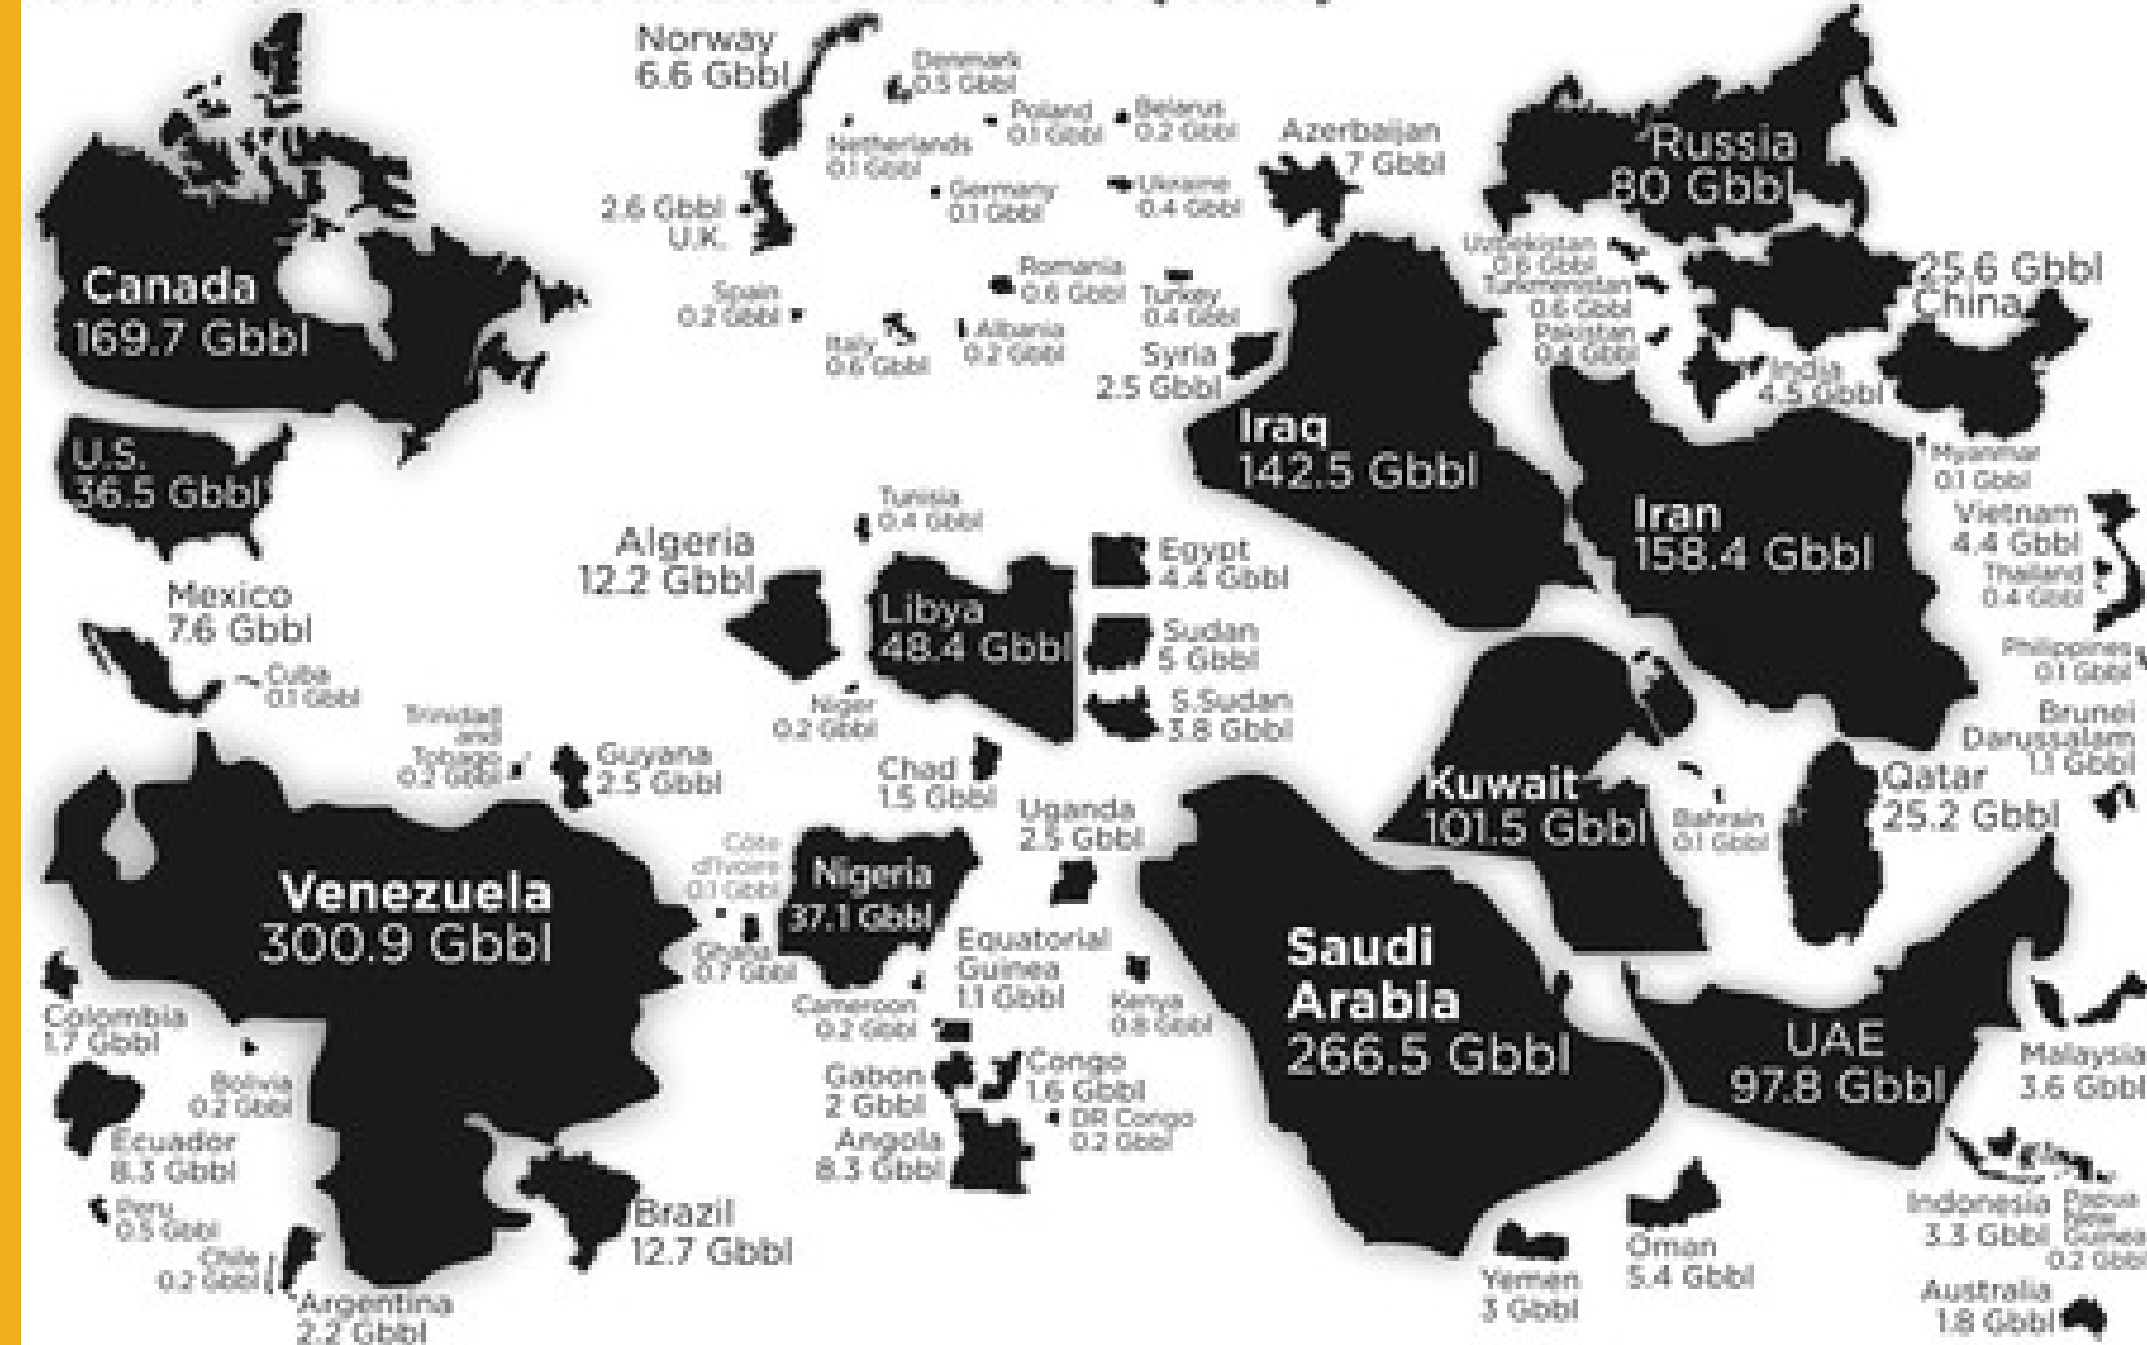 Norway
6.6 Gbbl
Denmark
0.5 Gbbl
Netherlands
0.1 Gbbl
Poland
0.1 Gbbl
Belarus
0.2 Gbbl
Germany
0.1 Gbbl
Ukraine
0.4 Gbbl
Azerbaijan
7 Gbbl
Russia
80 Gbbl
2.6 Gbbl
U.K.
Canada
169.7 Gbbl
Spain
0.2 Gbbl
Italy
0.6 Gbbl
Romania
0.6 Gbbl
Albania
0.2 Gbbl
Turkey
0.4 Gbbl
Syria
2.5 Gbbl
Uzbekistan
0.6 Gbbl
Turkmenistan
0.6 Gbbl
Pakistan
0.4 Gbbl
25.6 Gbbl
China
India
4.5 Gbbl
U.S.
36.5 Gbbl
Iraq
142.5 Gbbl
Iran
158.4 Gbbl
Myanmar
0.1 Gbbl
Vietnam
4.4 Gbbl
Thailand
0.4 Gbbl
Philippines
0.1 Gbbl
Brunei
Darussalam
1.1 Gbbl
Mexico
7.6 Gbbl
Cuba
0.1 Gbbl
Tunisia
0.4 Gbbl
Algeria
12.2 Gbbl
Libya
48.4 Gbbl
Egypt
4.4 Gbbl
Sudan
5 Gbbl
S.Sudan
3.8 Gbbl
Niger
0.2 Gbbl
Chad
1.5 Gbbl
Trinidad
and
Tobago
0.2 Gbbl
Guyana
2.5 Gbbl
Venezuela
300.9 Gbbl
Côte
d'Ivoire
0.1 Gbbl
Ghana
0.7 Gbbl
Nigeria
37.1 Gbbl
Uganda
2.5 Gbbl
Kuwait
101.5 Gbbl
Bahrain
0.1 Gbbl
Qatar
25.2 Gbbl
Equatorial
Guinea
1.1 Gbbl
Cameroon
0.2 Gbbl
Kenya
0.8 Gbbl
Saudi
Arabia
266.5 Gbbl
UAE
97.8 Gbbl
Malaysia
3.6 Gbbl
Colombia
1.7 Gbbl
Bolivia
0.2 Gbbl
Ecuador
8.3 Gbbl
Peru
0.5 Gbbl
Chile
0.2 Gbbl
Argentina
2.2 Gbbl
Brazil
12.7 Gbbl
Gabon
2 Gbbl
Congo
1.6 Gbbl
DR Congo
0.2 Gbbl
Angola
8.3 Gbbl
Yemen
3 Gbbl
Oman
5.4 Gbbl
Indonesia
3.3 Gbbl
Papua
New
Guinea
0.2 Gbbl
Australia
1.8 Gbbl